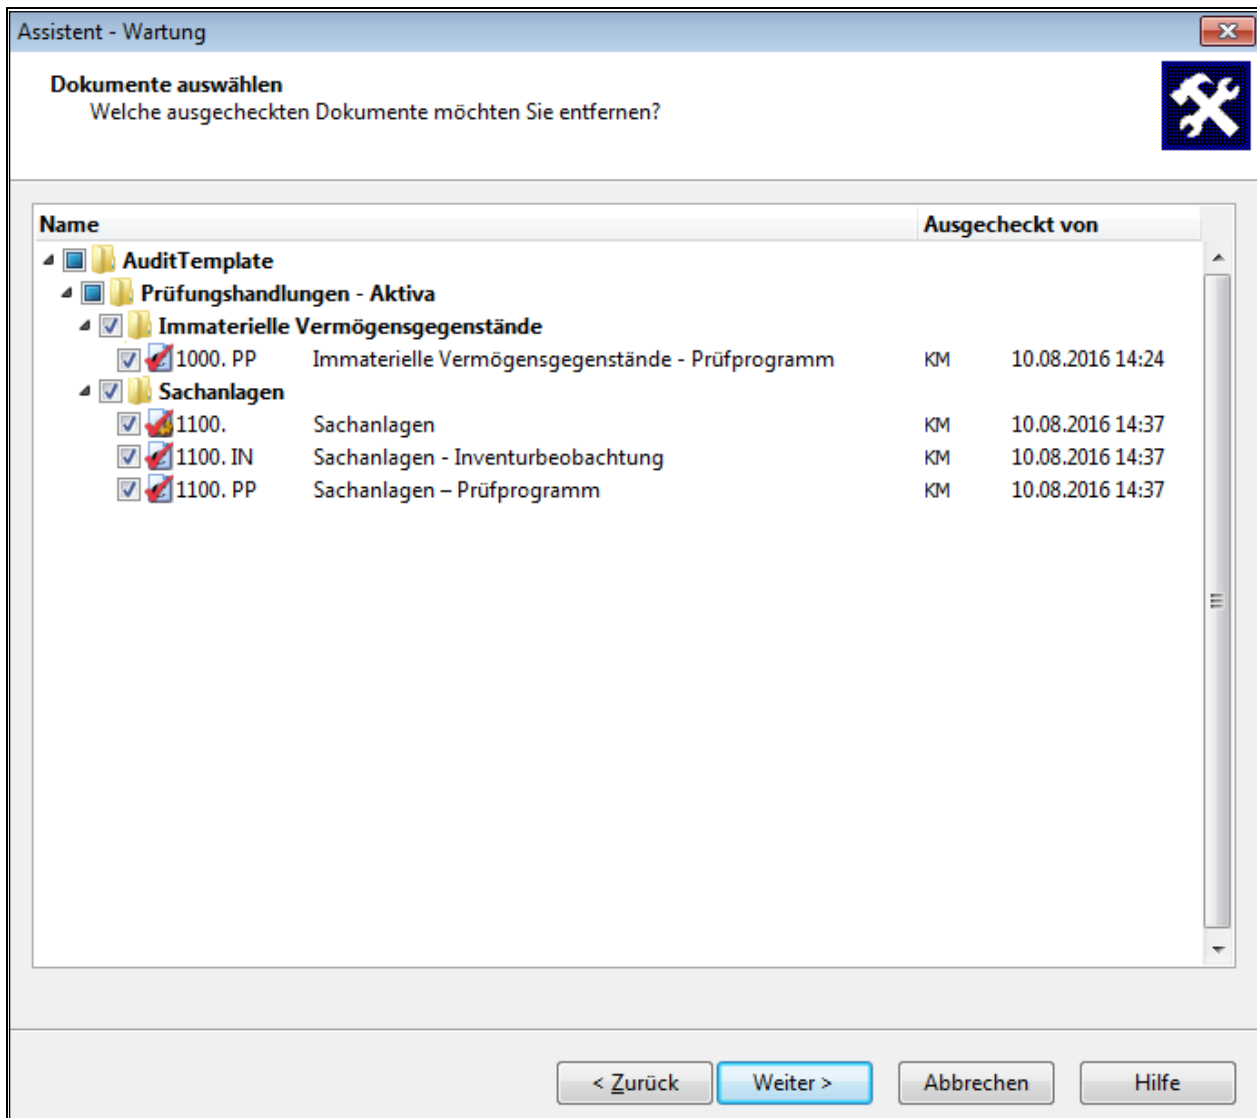 Assistent - Wartung
Dokumente auswählen
Welche ausgecheckten Dokumente möchten Sie entfernen?
Name Ausgecheckt von
AuditTemplate
Prüfungshandlungen - Aktiva
Immaterielle Vermögensgegenstände
1000. PP Immaterielle Vermögensgegenstände - Prüfprogramm KM 10.08.2016 14:24
Sachanlagen
1100. Sachanlagen KM 10.08.2016 14:37
1100. IN Sachanlagen - Inventurbeobachtung KM 10.08.2016 14:37
1100. PP Sachanlagen – Prüfprogramm KM 10.08.2016 14:37
< Zurück Weiter > Abbrechen Hilfe